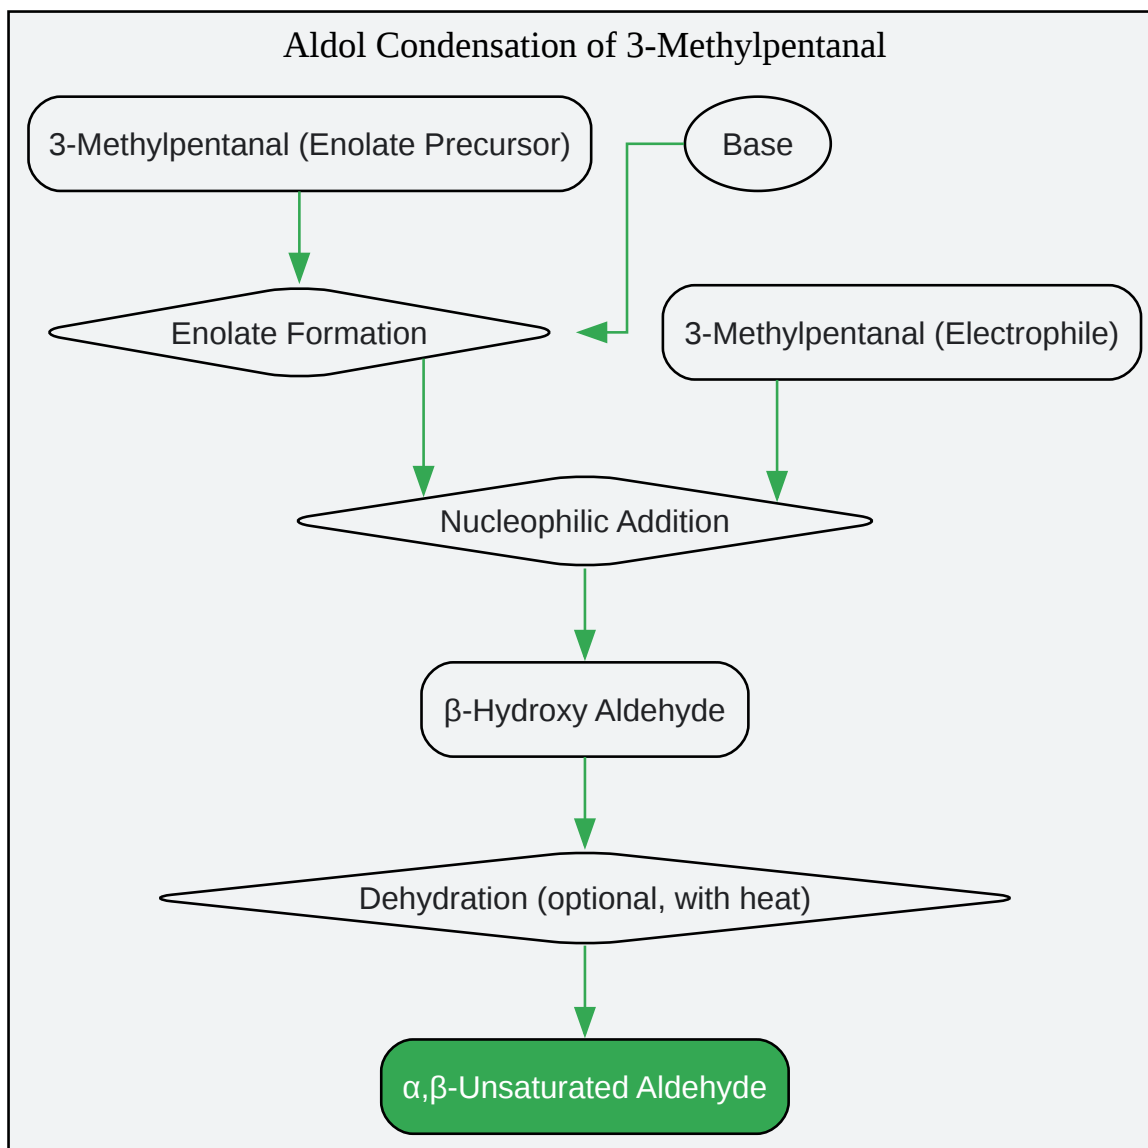 Aldol Condensation of 3-Methylpentanal
3-Methylpentanal (Enolate Precursor)
Base
Enolate Formation
3-Methylpentanal (Electrophile)
Nucleophilic Addition
β-Hydroxy Aldehyde
Dehydration (optional, with heat)
α,β-Unsaturated Aldehyde